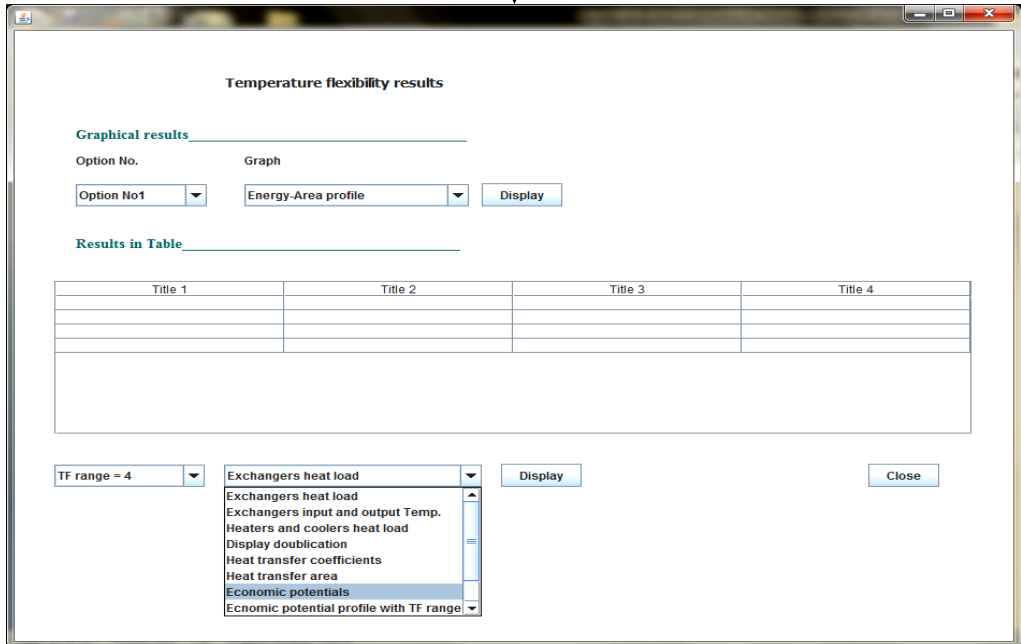 Temperature flexibility results
Graphical results
Option No. Graph
Option No1 Energy-Area profile Display
Results in Table
Title 1 Title 2 Title 3 Title 4
TF range = 4 Exchangers heat load Display Close
Exchangers heat load
Exchangers input and output Temp.
Heaters and coolers heat load
Display doublication
Heat transfer coefficients
Heat transfer area
Economic potentials
Ecnomic potential profile with TF range